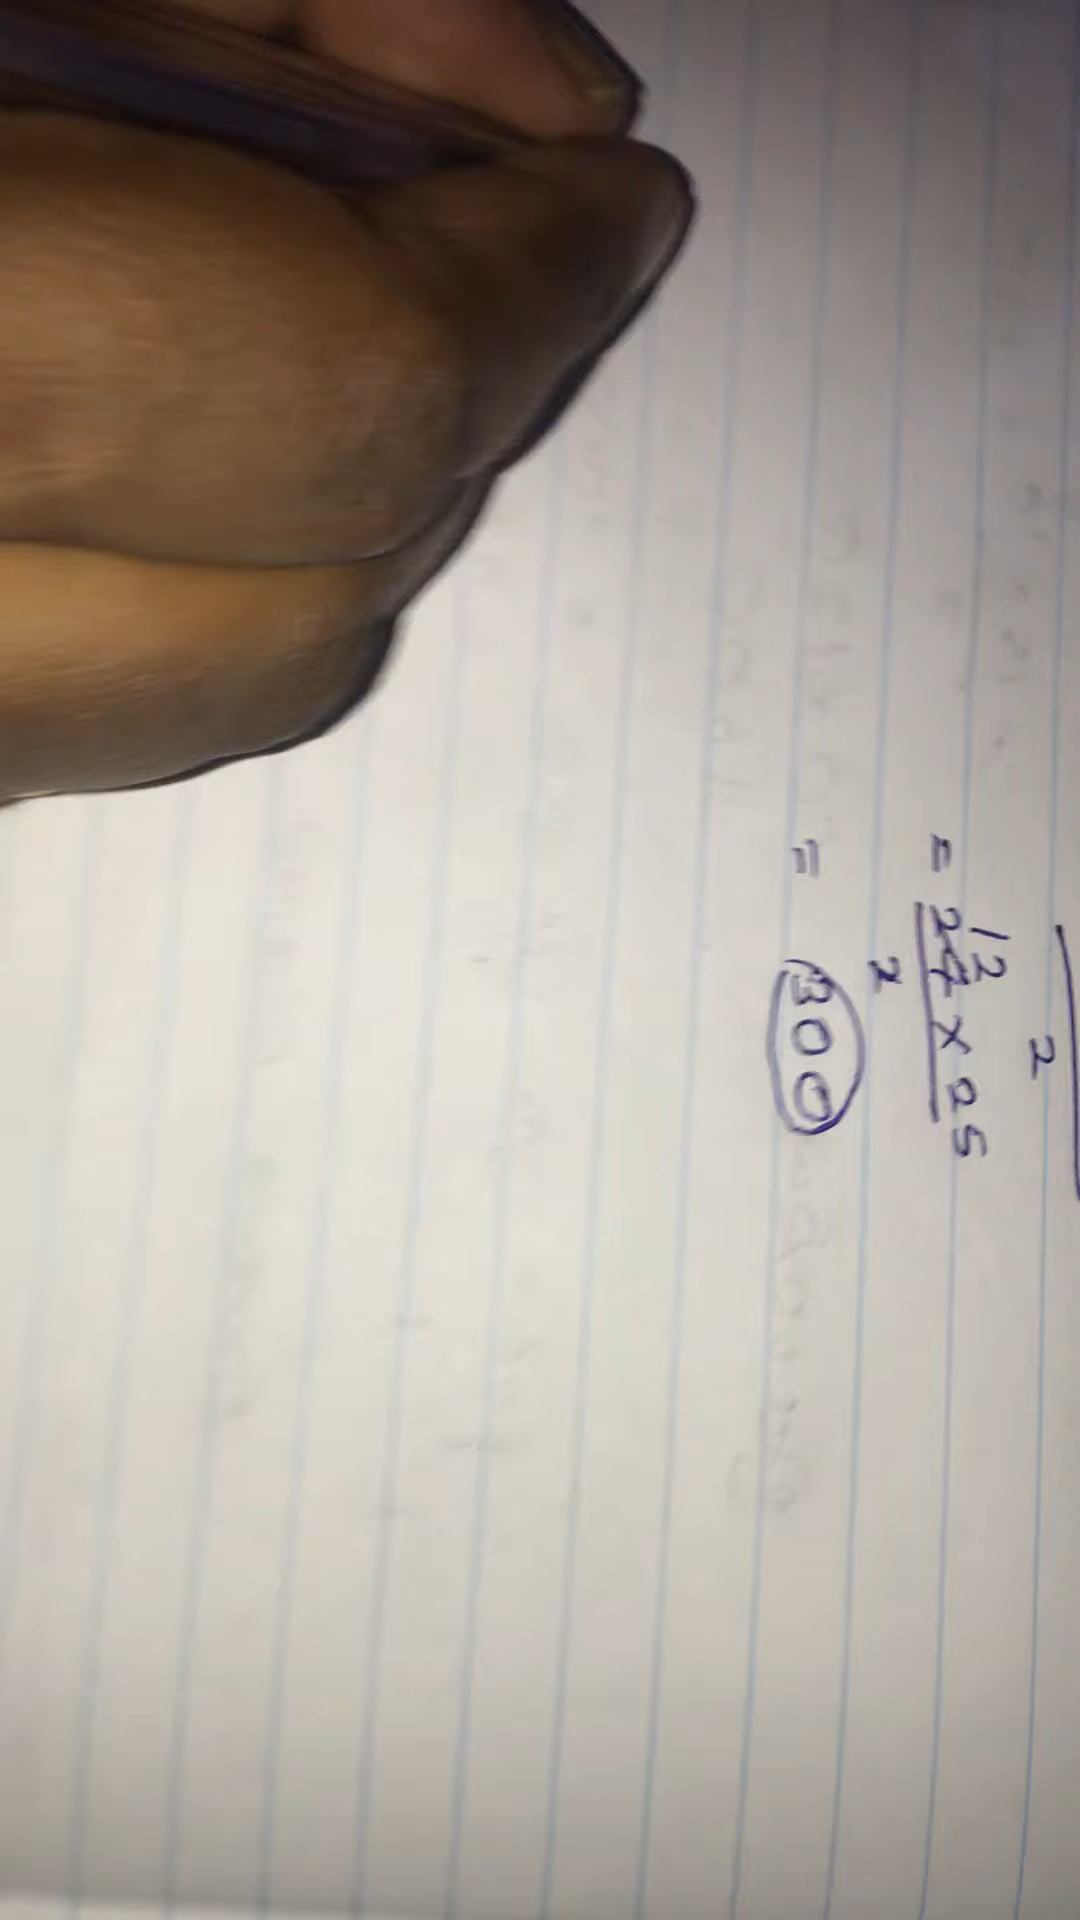 2
12
= 24 x 25
2
= 300